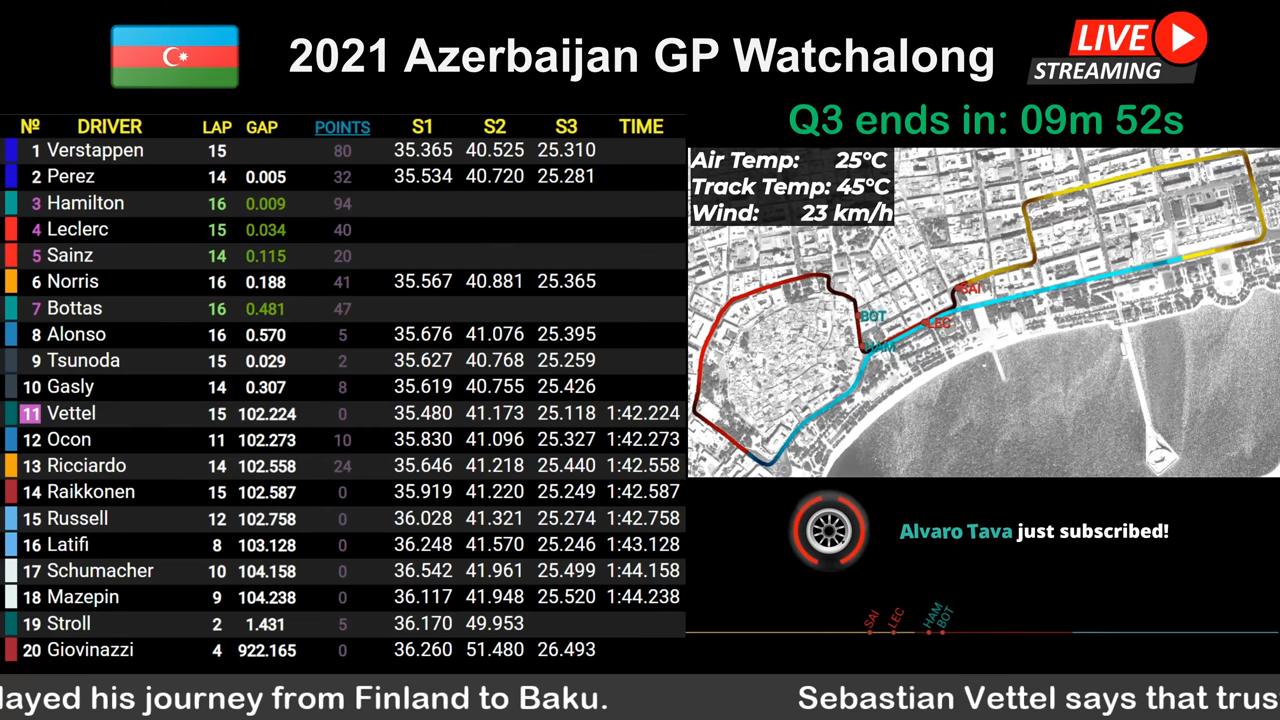 2021 Azerbaijan GP Watchalong
LIVE
STREAMING
Q3 ends in: 09m 52s
Nº DRIVER LAP GAP POINTS S1 S2 S3 TIME
1 Verstappen 15 80 35.365 40.525 25.310
2 Perez 14 0.005 32 35.534 40.720 25.281
3 Hamilton 16 0.009 94
4 Leclerc 15 0.034 40
5 Sainz 14 0.115 20
6 Norris 16 0.188 41 35.567 40.881 25.365
7 Bottas 16 0.481 47
8 Alonso 16 0.570 5 35.676 41.076 25.395
9 Tsunoda 15 0.029 2 35.627 40.768 25.259
10 Gasly 14 0.307 8 35.619 40.755 25.426
11 Vettel 15 102.224 0 35.480 41.173 25.118 1:42.224
12 Ocon 11 102.273 10 35.830 41.096 25.327 1:42.273
13 Ricciardo 14 102.558 24 35.646 41.218 25.440 1:42.558
14 Raikkonen 15 102.587 0 35.919 41.220 25.249 1:42.587
15 Russell 12 102.758 0 36.028 41.321 25.274 1:42.758
16 Latifi 8 103.128 0 36.248 41.570 25.246 1:43.128
17 Schumacher 10 104.158 0 36.542 41.961 25.499 1:44.158
18 Mazepin 9 104.238 0 36.117 41.948 25.520 1:44.238
19 Stroll 2 1.431 5 36.170 49.953
20 Giovinazzi 4 922.165 0 36.260 51.480 26.493
Air Temp: 25°C
Track Temp: 45°C
Wind: 23 km/h
SAI
BOT
LEC
HAM
Alvaro Tava just subscribed!
SAI LEC HAM BOT
layed his journey from Finland to Baku. Sebastian Vettel says that trus